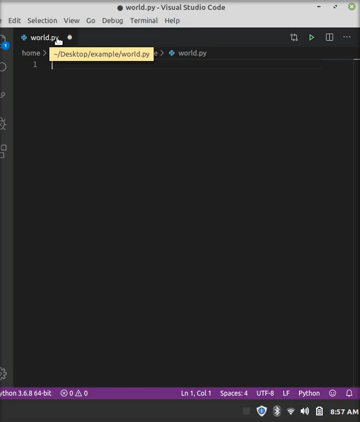 world.py - Visual Studio Code
Edit Selection View Go Debug Terminal Help
world.py
1
home > e > world.py
~/Desktop/example/world.py
1
ython 3.6.8 64-bit 0 0 Ln 1, Col 1 Spaces: 4 UTF-8 LF Python
8:57 AM